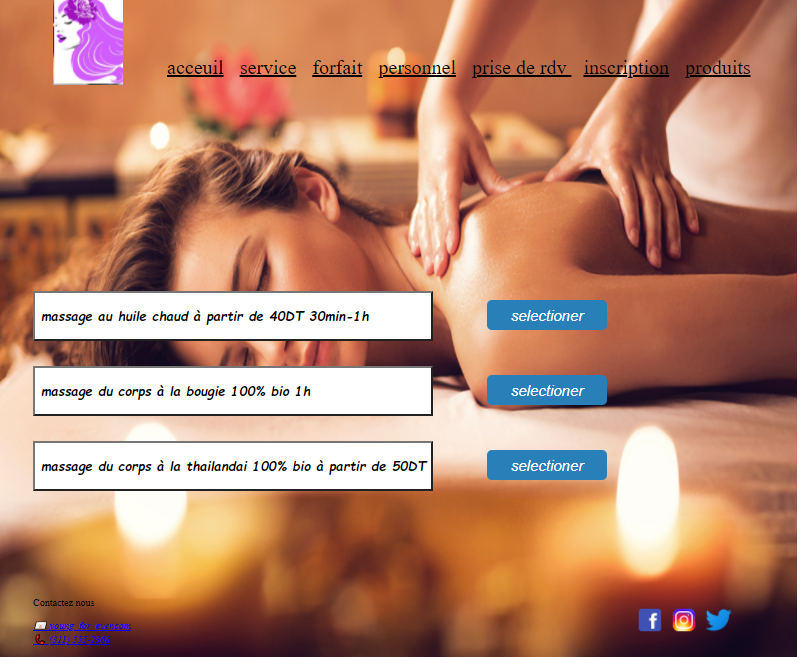 acceuil service forfait personnel prise de rdv inscription produits
massage au huile chaud à partir de 40DT 30min-1h
selectioner
massage du corps à la bougie 100% bio 1h
selectioner
massage du corps à la thailandai 100% bio à partir de 50DT
selectioner
Contactez nous